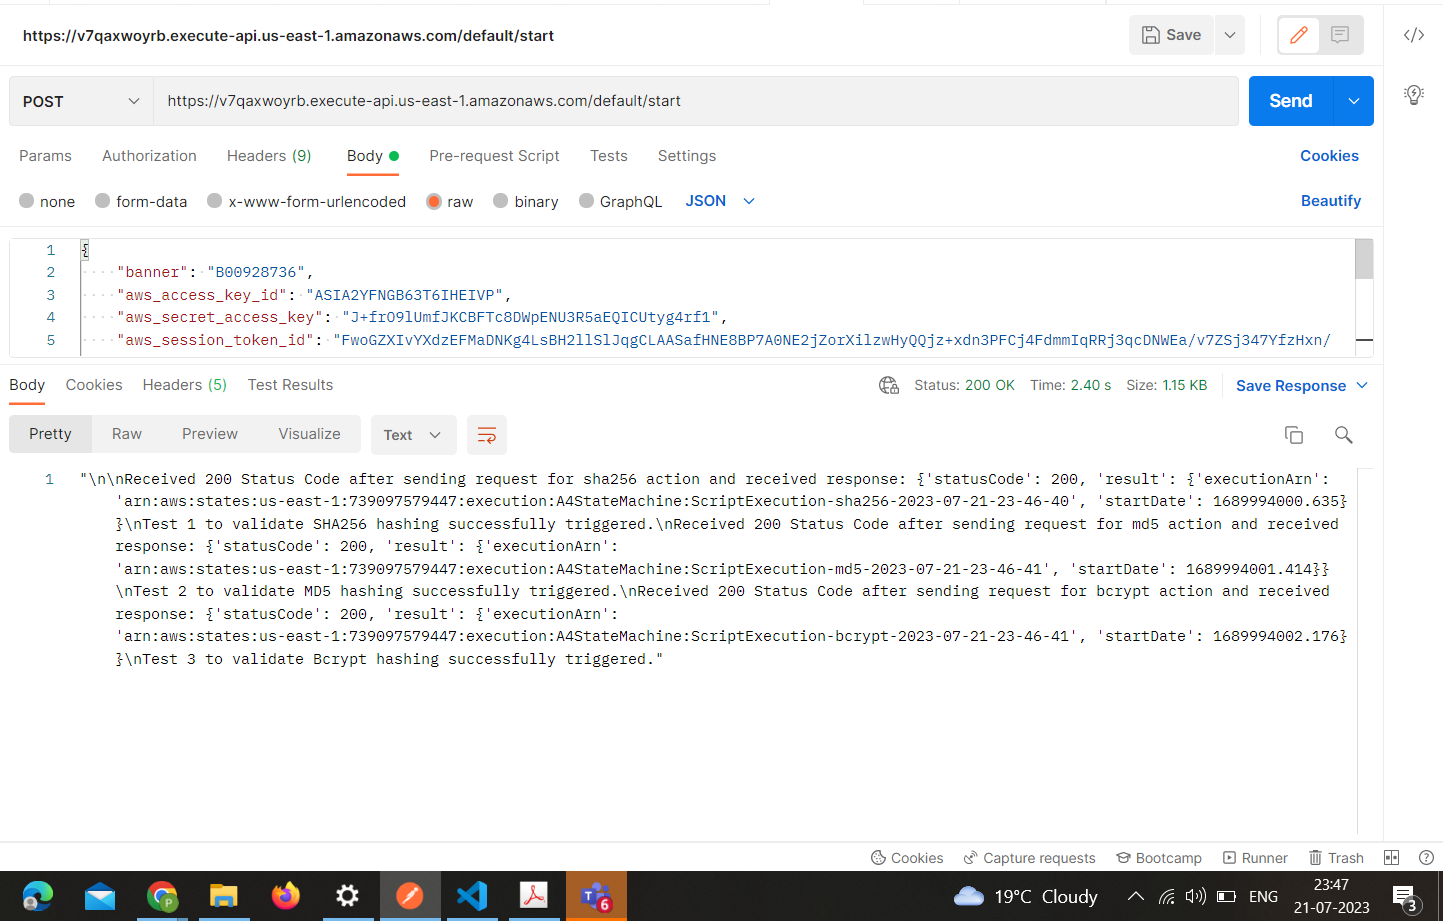 https://v7qaxwoyrb.execute-api.us-east-1.amazonaws.com/default/start
Save
POST
https://v7qaxwoyrb.execute-api.us-east-1.amazonaws.com/default/start
Send
Params Authorization Headers (9) Body Pre-request Script Tests Settings Cookies
none form-data x-www-form-urlencoded raw binary GraphQL JSON Beautify
1 {
2 "banner": "B00928736",
3 "aws_access_key_id": "ASIA2YFNGB63T6IHEIVP",
4 "aws_secret_access_key": "J+frO9lUmfJKCBFTc8DWpENU3R5aEQICUtyg4rf1",
5 "aws_session_token_id": "FwoGZXIvYXdzEFMaDNKg4LsBH2llSlJqgCLAASafHNE8BP7A0NE2jZorXilzwHyQQjz+xdn3PFCj4FdmmIqRRj3qcDNWEa/v7ZSj347YfzHxn/
Body Cookies Headers (5) Test Results Status: 200 OK Time: 2.40 s Size: 1.15 KB Save Response
Pretty Raw Preview Visualize Text
1 "\n\nReceived 200 Status Code after sending request for sha256 action and received response: {'statusCode': 200, 'result': {'executionArn':
'arn:aws:states:us-east-1:739097579447:execution:A4StateMachine:ScriptExecution-sha256-2023-07-21-23-46-40', 'startDate': 1689994000.635}
}\nTest 1 to validate SHA256 hashing successfully triggered.\nReceived 200 Status Code after sending request for md5 action and received
response: {'statusCode': 200, 'result': {'executionArn':
'arn:aws:states:us-east-1:739097579447:execution:A4StateMachine:ScriptExecution-md5-2023-07-21-23-46-41', 'startDate': 1689994001.414}}
\nTest 2 to validate MD5 hashing successfully triggered.\nReceived 200 Status Code after sending request for bcrypt action and received
response: {'statusCode': 200, 'result': {'executionArn':
'arn:aws:states:us-east-1:739097579447:execution:A4StateMachine:ScriptExecution-bcrypt-2023-07-21-23-46-41', 'startDate': 1689994002.176}
}\nTest 3 to validate Bcrypt hashing successfully triggered."
Cookies Capture requests Bootcamp Runner Trash
19°C Cloudy ENG 23:47
21-07-2023
6
3